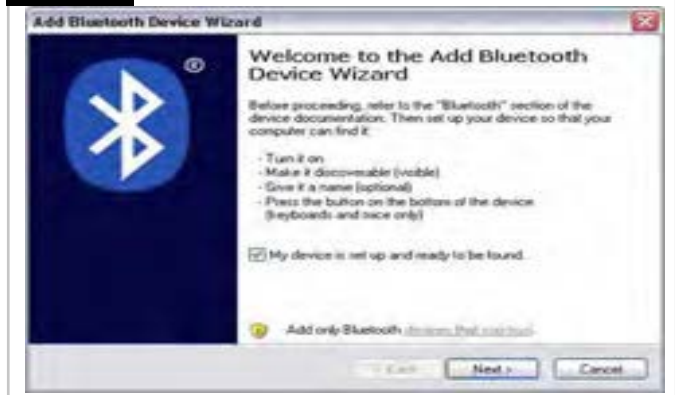 Add Bluetooth Device Wizard
®
Welcome to the Add Bluetooth
Device Wizard
Before proceeding, refer to the "Bluetooth" section of the
device documentation. Then set up your device so that your
computer can find it:
- Turn it on
- Make it discoverable (visible)
- Give it a name (optional)
- Press the button on the bottom of the device
(keyboards and mice only)
My device is set up and ready to be found.
Add only Bluetooth devices that you trust.
< Back
Next >
Cancel